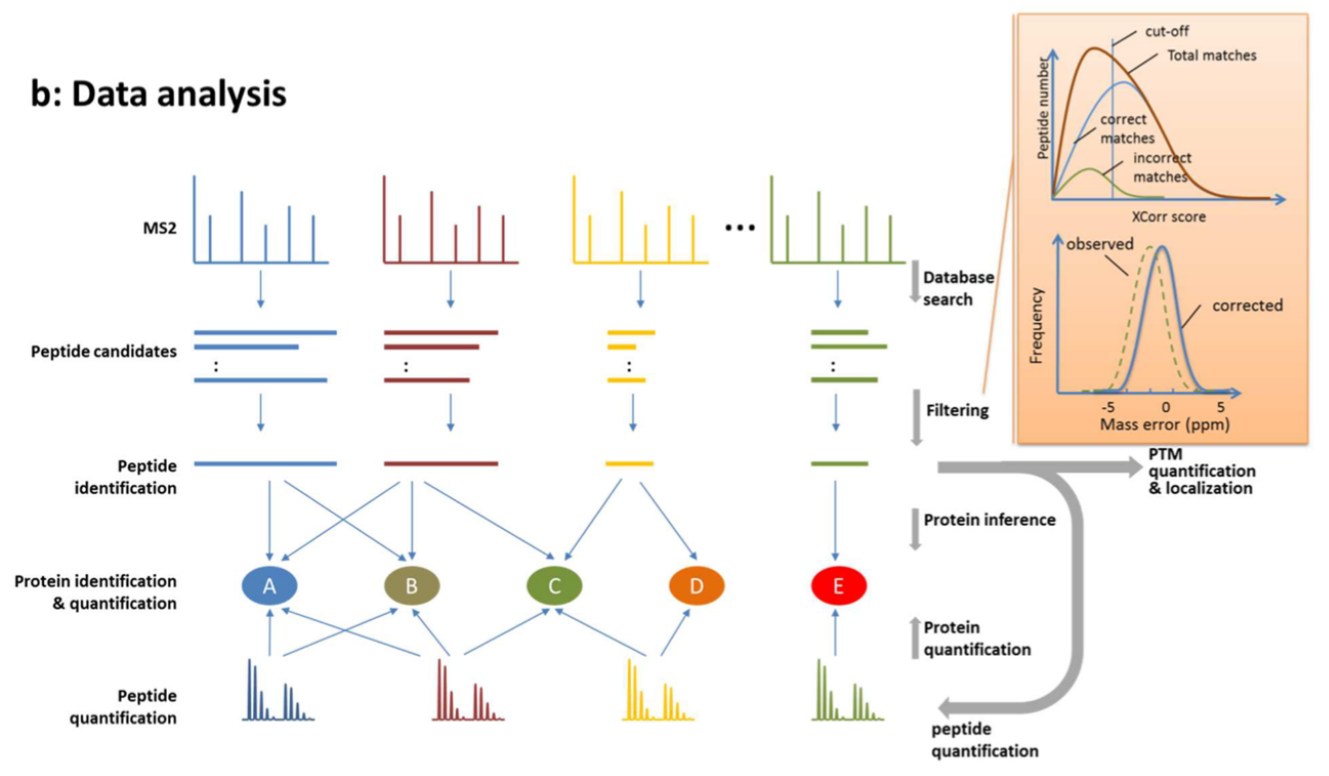 b: Data analysis
MS2
...
Database
search
Peptide candidates
:
:
:
:
Filtering
Peptide
identification
PTM
quantification
& localization
Protein inference
Protein identification
& quantification
A
B
C
D
E
Protein
quantification
Peptide
quantification
peptide
quantification
cut-off
Total matches
Peptide number
correct
matches
incorrect
matches
XCorr score
observed
corrected
Frequency
-5 0 5
Mass error (ppm)